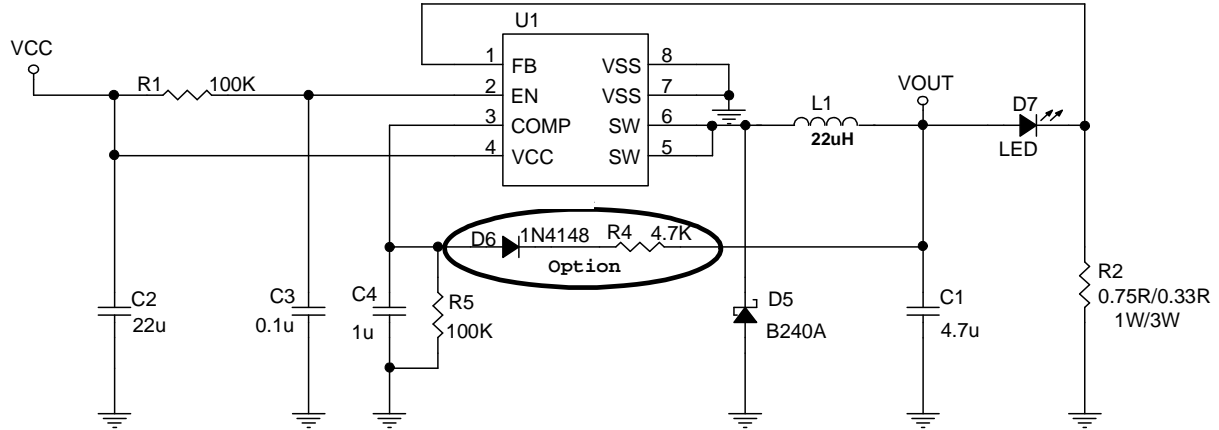 U1
VCC
R1 100K
1 FB VSS 8
2 EN VSS 7
3 COMP SW 6
4 VCC SW 5
L1
22uH
VOUT
D7
LED
D6 1N4148 R4 4.7K
Option
C2
22u
C3
0.1u
C4
1u
R5
100K
D5
B240A
C1
4.7u
R2
0.75R/0.33R
1W/3W